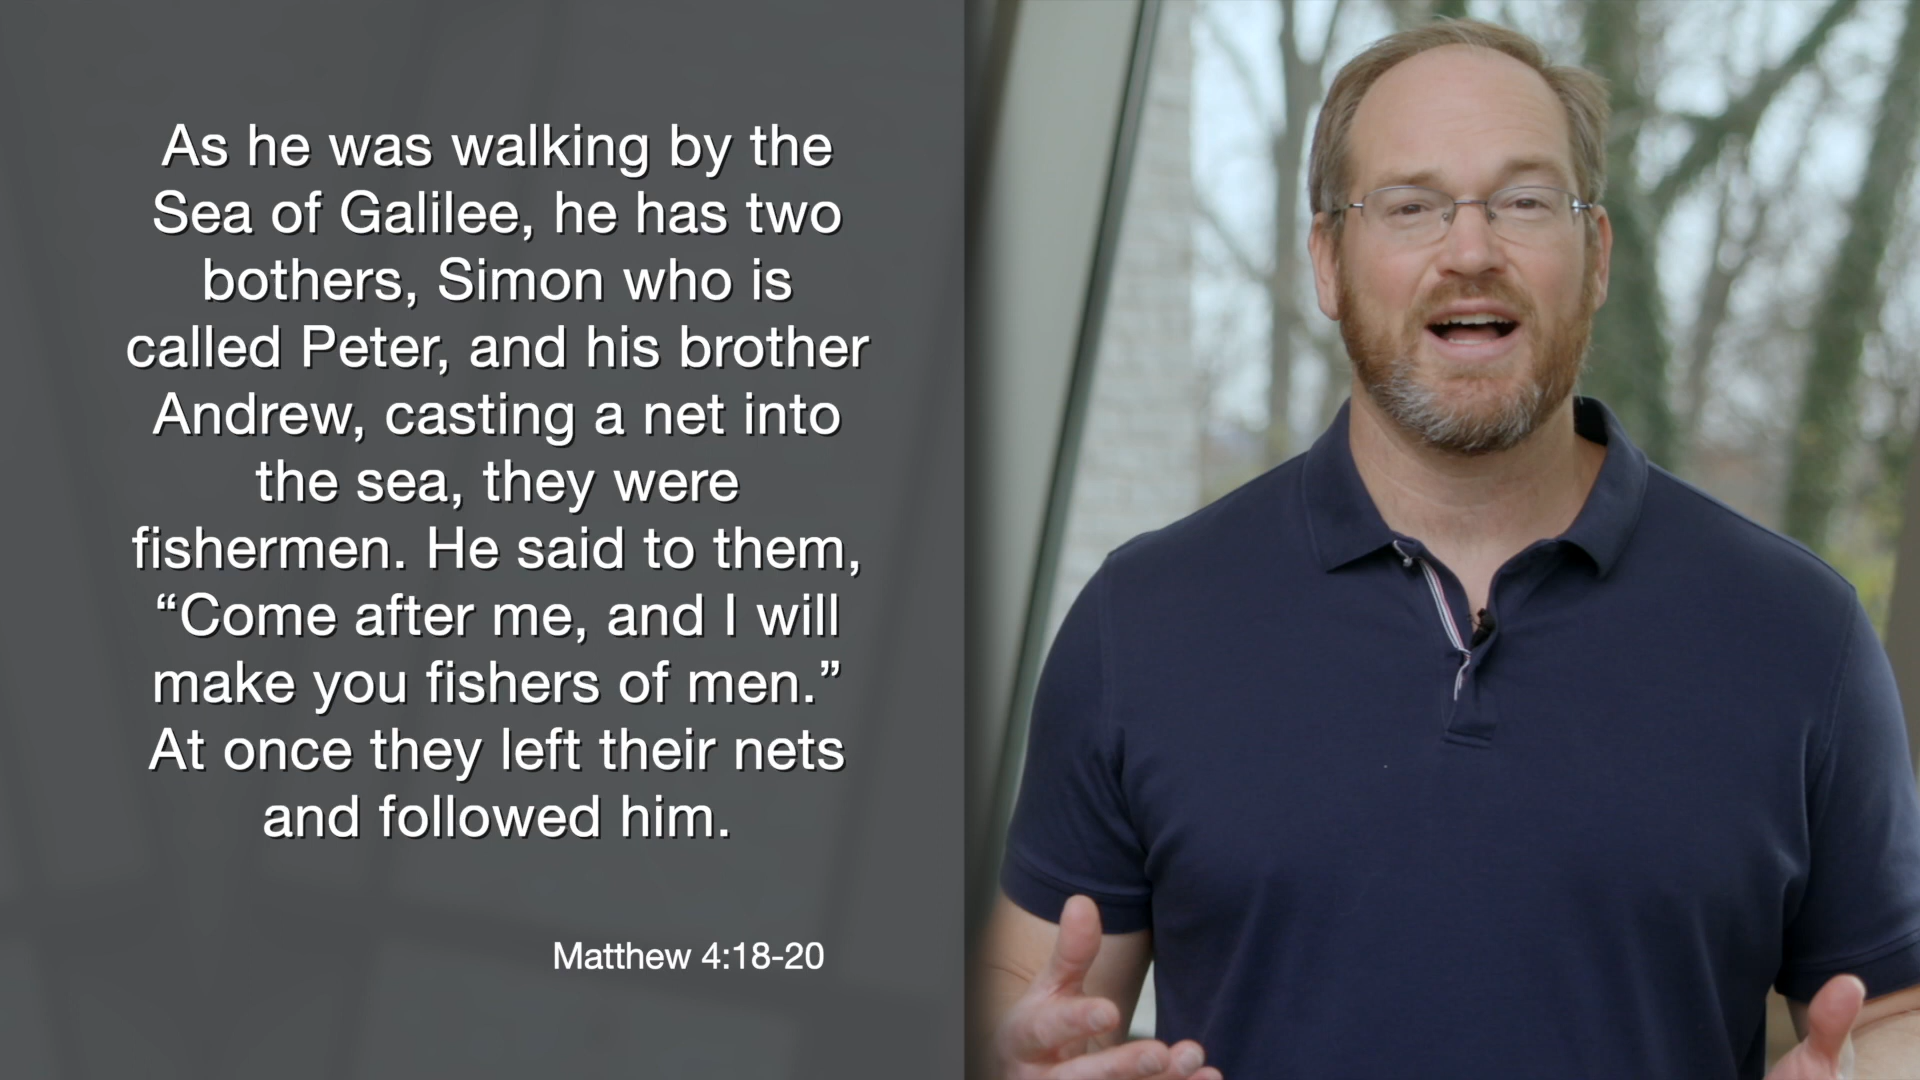 As he was walking by the
Sea of Galilee, he has two
bothers, Simon who is
called Peter, and his brother
Andrew, casting a net into
the sea, they were
fishermen. He said to them,
“Come after me, and I will
make you fishers of men.”
At once they left their nets
and followed him.
Matthew 4:18-20